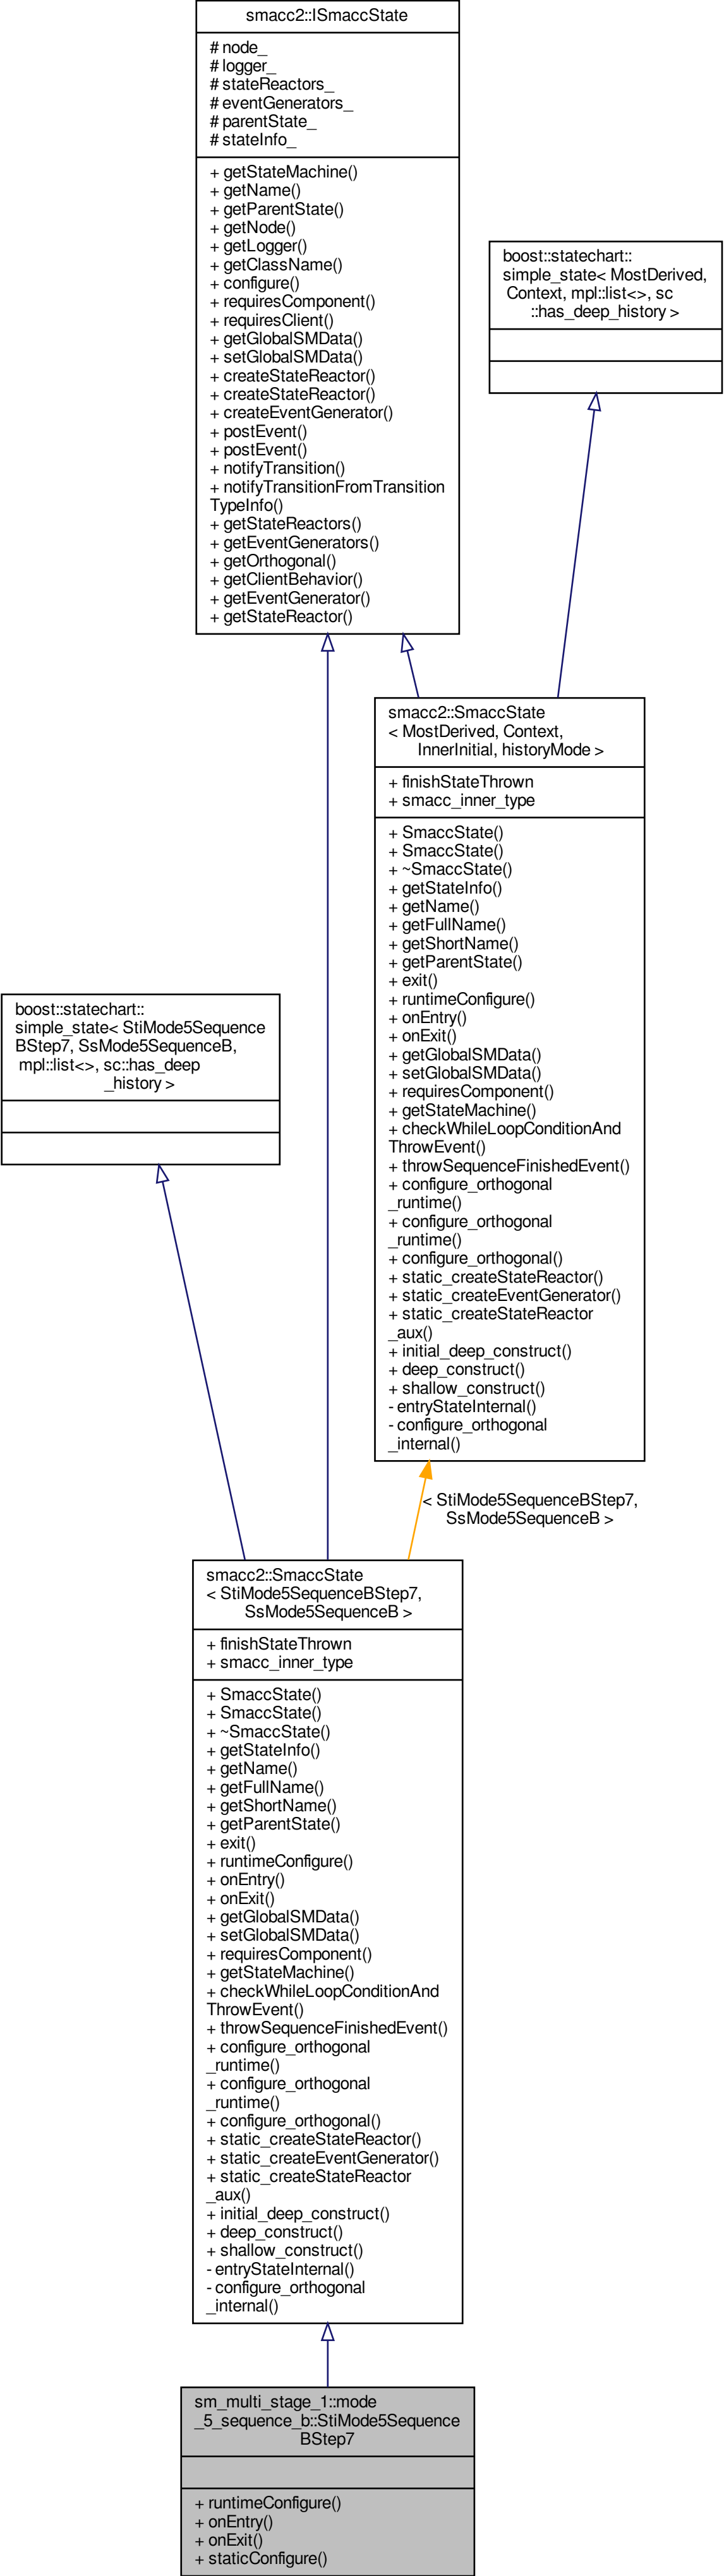 smacc2::ISmaccState
# node_
# logger_
# stateReactors_
# eventGenerators_
# parentState_
# stateInfo_
+ getStateMachine()
+ getName()
+ getParentState()
+ getNode()
+ getLogger()
+ getClassName()
+ configure()
+ requiresComponent()
+ requiresClient()
+ getGlobalSMData()
+ setGlobalSMData()
+ createStateReactor()
+ createStateReactor()
+ createEventGenerator()
+ postEvent()
+ postEvent()
+ notifyTransition()
+ notifyTransitionFromTransition
TypeInfo()
+ getStateReactors()
+ getEventGenerators()
+ getOrthogonal()
+ getClientBehavior()
+ getEventGenerator()
+ getStateReactor()
boost::statechart::
simple_state< MostDerived,
Context, mpl::list<>, sc
::has_deep_history >
smacc2::SmaccState
< MostDerived, Context,
InnerInitial, historyMode >
+ finishStateThrown
+ smacc_inner_type
+ SmaccState()
+ SmaccState()
+ ~SmaccState()
+ getStateInfo()
+ getName()
+ getFullName()
+ getShortName()
+ getParentState()
+ exit()
+ runtimeConfigure()
+ onEntry()
+ onExit()
+ getGlobalSMData()
+ setGlobalSMData()
+ requiresComponent()
+ getStateMachine()
+ checkWhileLoopConditionAnd
ThrowEvent()
+ throwSequenceFinishedEvent()
+ configure_orthogonal
_runtime()
+ configure_orthogonal
_runtime()
+ configure_orthogonal()
+ static_createStateReactor()
+ static_createEventGenerator()
+ static_createStateReactor
_aux()
+ initial_deep_construct()
+ deep_construct()
+ shallow_construct()
- entryStateInternal()
- configure_orthogonal
_internal()
boost::statechart::
simple_state< StiMode5Sequence
BStep7, SsMode5SequenceB,
mpl::list<>, sc::has_deep
_history >
< StiMode5SequenceBStep7,
SsMode5SequenceB >
smacc2::SmaccState
< StiMode5SequenceBStep7,
SsMode5SequenceB >
+ finishStateThrown
+ smacc_inner_type
+ SmaccState()
+ SmaccState()
+ ~SmaccState()
+ getStateInfo()
+ getName()
+ getFullName()
+ getShortName()
+ getParentState()
+ exit()
+ runtimeConfigure()
+ onEntry()
+ onExit()
+ getGlobalSMData()
+ setGlobalSMData()
+ requiresComponent()
+ getStateMachine()
+ checkWhileLoopConditionAnd
ThrowEvent()
+ throwSequenceFinishedEvent()
+ configure_orthogonal
_runtime()
+ configure_orthogonal
_runtime()
+ configure_orthogonal()
+ static_createStateReactor()
+ static_createEventGenerator()
+ static_createStateReactor
_aux()
+ initial_deep_construct()
+ deep_construct()
+ shallow_construct()
- entryStateInternal()
- configure_orthogonal
_internal()
sm_multi_stage_1::mode
_5_sequence_b::StiMode5Sequence
BStep7
+ runtimeConfigure()
+ onEntry()
+ onExit()
+ staticConfigure()